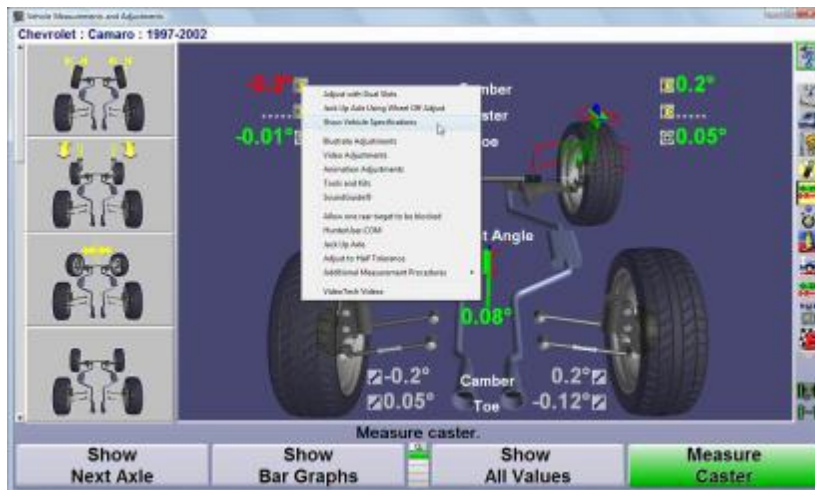 Vehicle Measurements and Adjustments
Chevrolet : Camaro : 1997-2002
-0.2° Camber 0.2°
..... Caster .....
-0.01° Toe 0.05°
Adjust with Dual Slots
Jack Up Axle Using Wheel Off Adjust
Show Vehicle Specifications
Illustrate Adjustments
Video Adjustments
Animation Adjustments
Tools and Kits
SoundGuide®
Allow one rear target to be blocked
HunterUser.COM
Jack Up Axle
Adjust to Half Tolerance
Additional Measurement Procedures
VideoTech Videos
t Angle
0.08°
-0.2° Camber 0.2°
0.05° Toe -0.12°
Measure caster.
Show
Next Axle
Show
Bar Graphs
Show
All Values
Measure
Caster